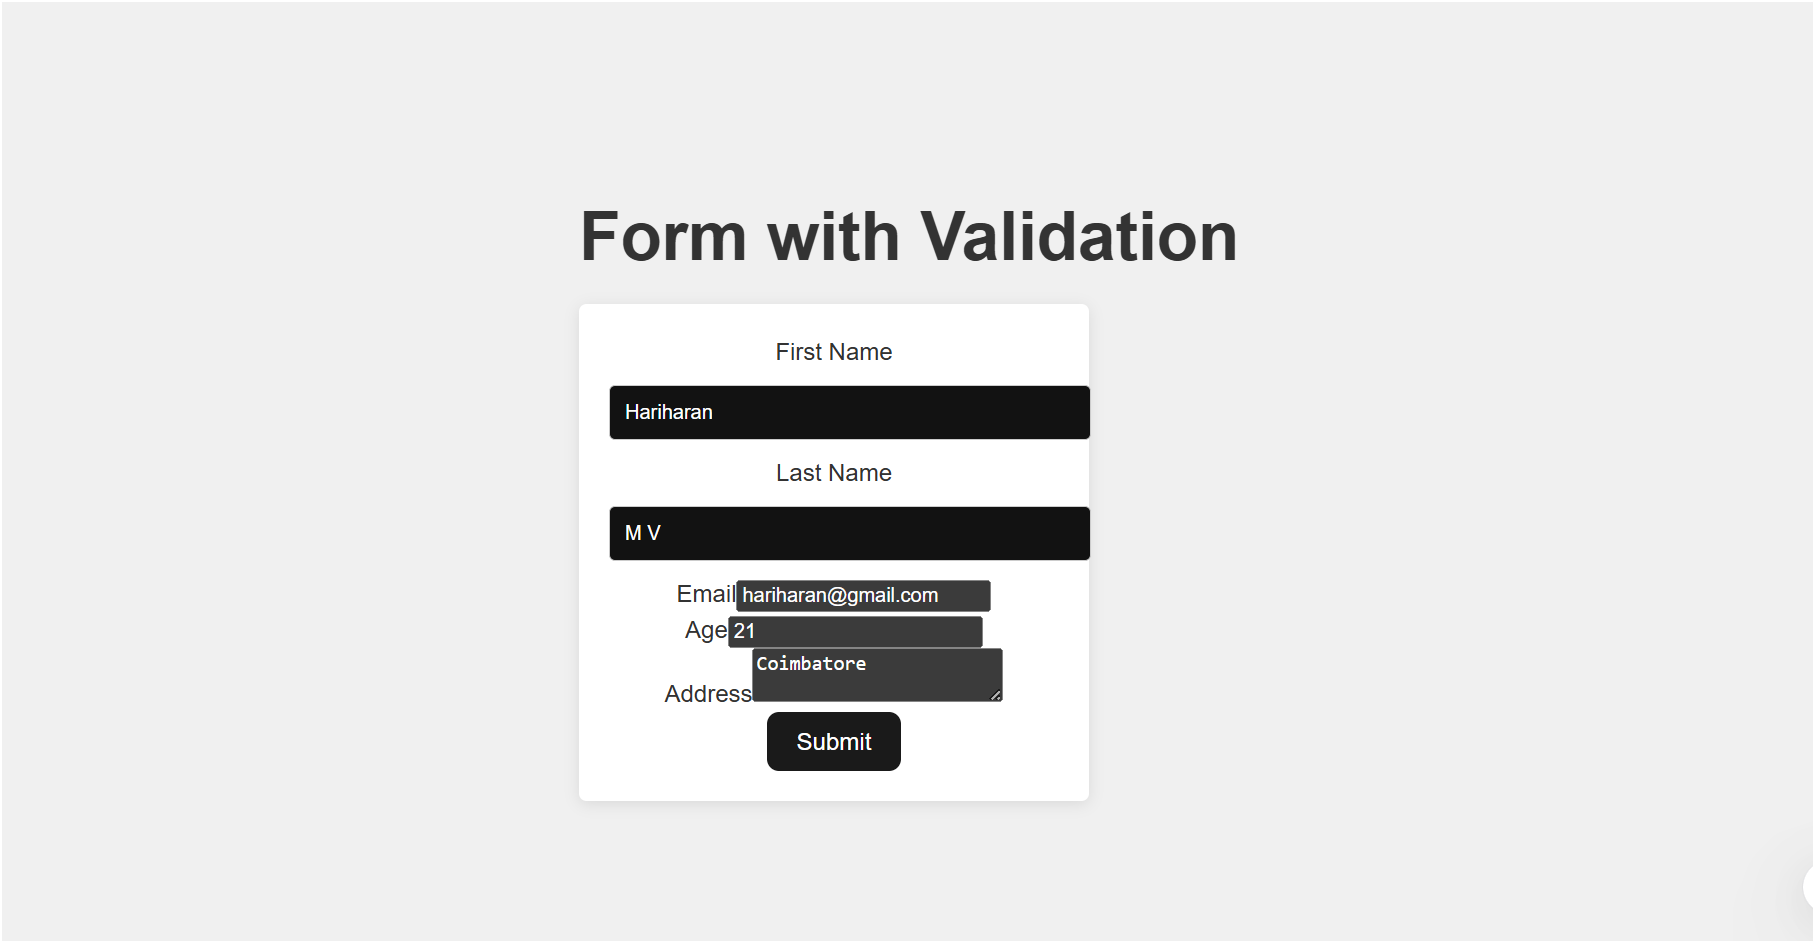 Form with Validation
First Name
Hariharan
Last Name
M V
Email hariharan@gmail.com
Age 21
Address Coimbatore
Submit